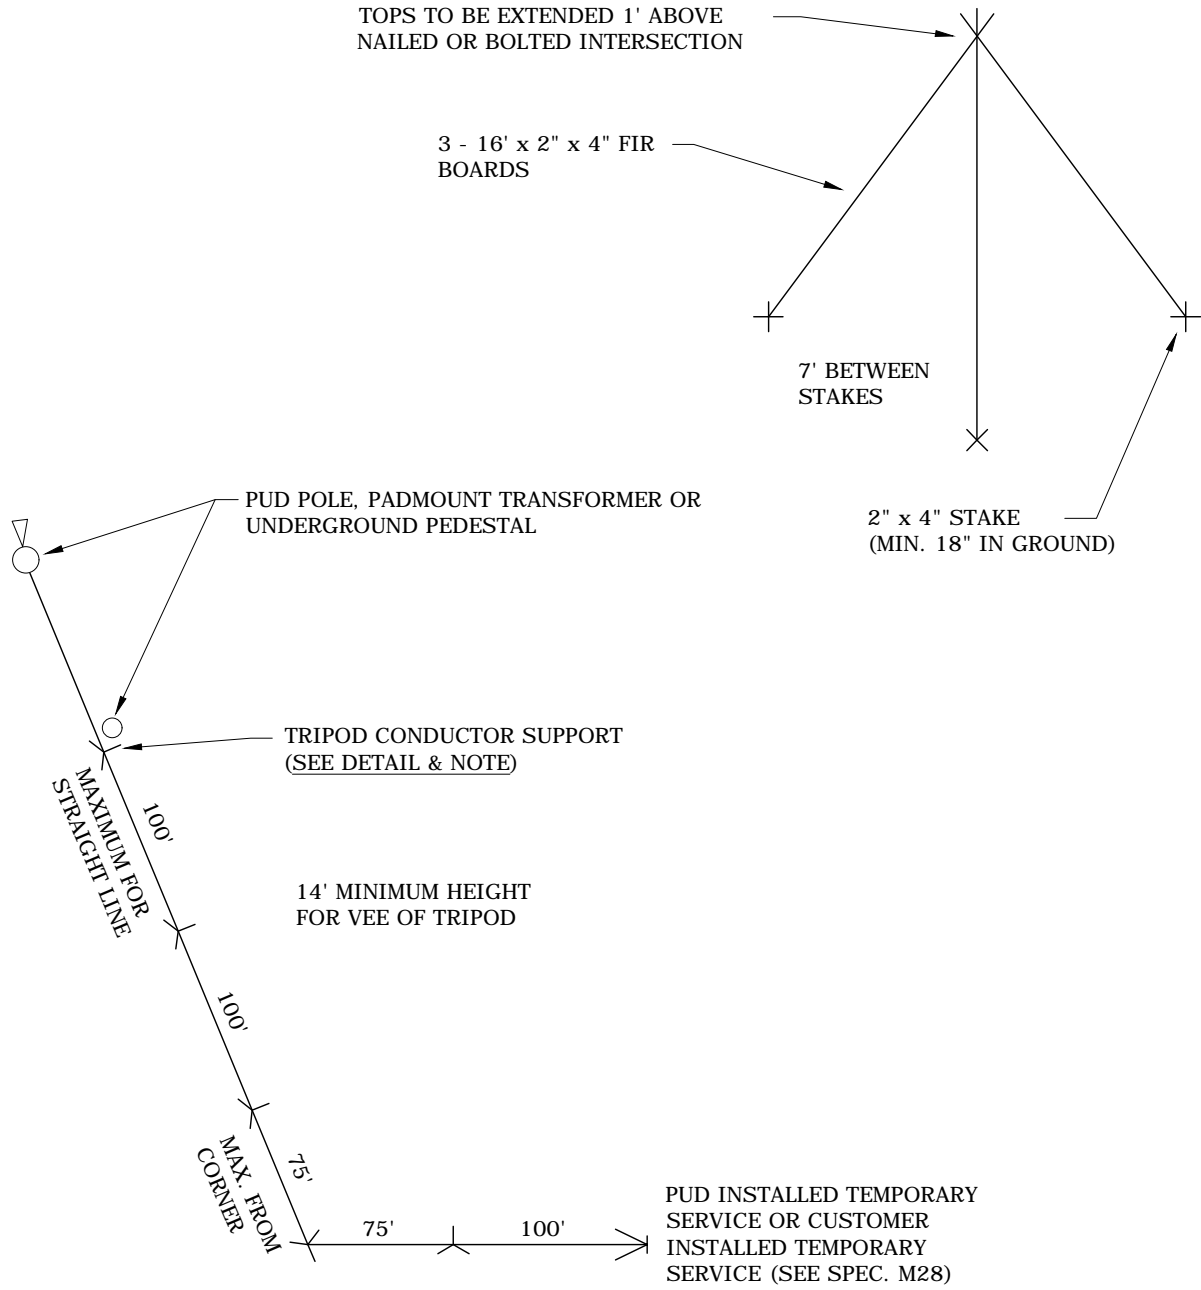 TOPS TO BE EXTENDED 1' ABOVE
NAILED OR BOLTED INTERSECTION
3 - 16' x 2" x 4" FIR
BOARDS
7' BETWEEN
STAKES
2" x 4" STAKE
(MIN. 18" IN GROUND)
PUD POLE, PADMOUNT TRANSFORMER OR
UNDERGROUND PEDESTAL
TRIPOD CONDUCTOR SUPPORT
(SEE DETAIL & NOTE)
MAXIMUM FOR
STRAIGHT LINE
100'
14' MINIMUM HEIGHT
FOR VEE OF TRIPOD
100'
MAX. FROM
CORNER
75'
75'
100'
PUD INSTALLED TEMPORARY
SERVICE OR CUSTOMER
INSTALLED TEMPORARY
SERVICE (SEE SPEC. M28)